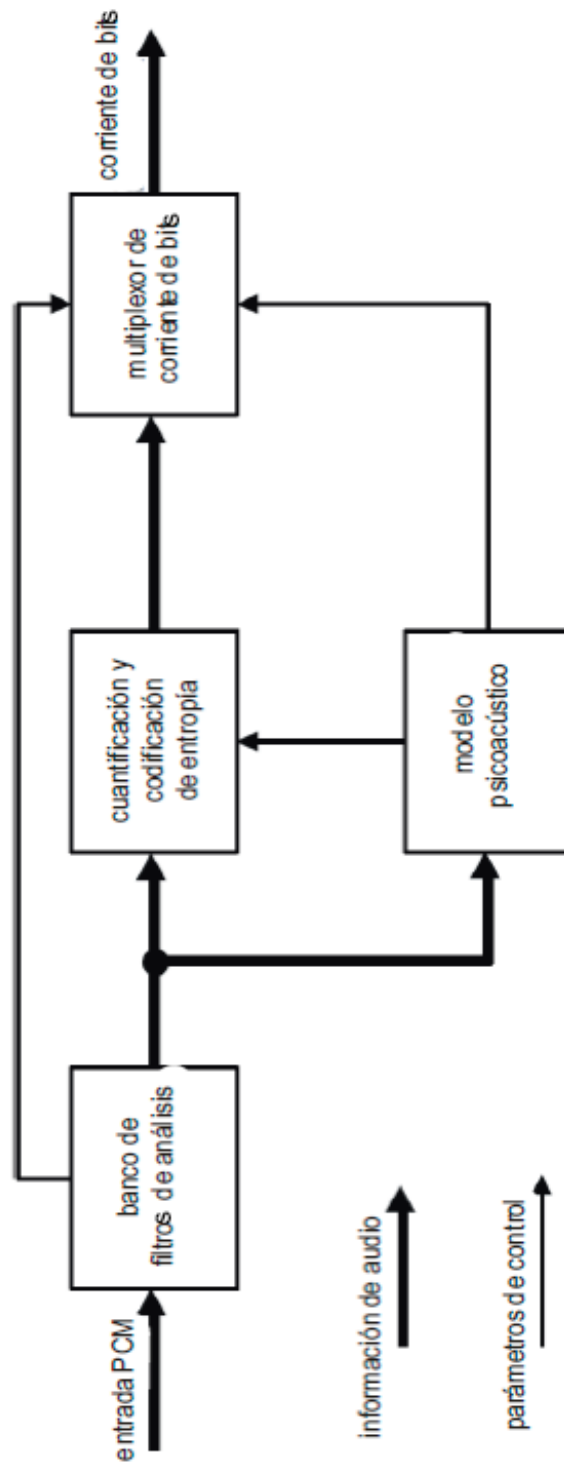 entrada PCM
banco de
filtros de análisis
cuantificación y
codificación
de entropía
multiplexor de
corriente de bits
corriente de bits
modelo
psicoacústico
información de audio
parámetros de control